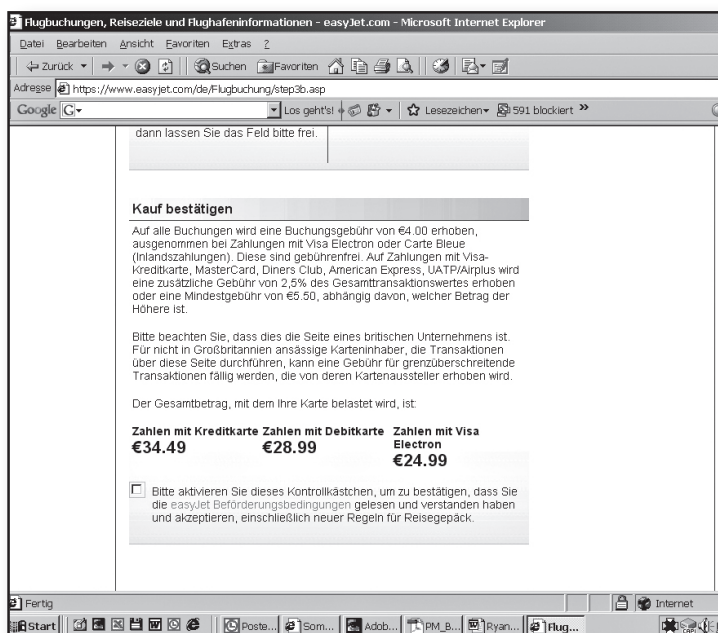 Flugbuchungen, Reiseziele und Flughafeninformationen - easyJet.com - Microsoft Internet Explorer
Datei Bearbeiten Ansicht Favoriten Extras ?
Zurück Suchen Favoriten
Adresse https://www.easyjet.com/de/Flugbuchung/step3b.asp
Google G Los geht's! Lesezeichen 591 blockiert »
dann lassen Sie das Feld bitte frei.
Kauf bestätigen
Auf alle Buchungen wird eine Buchungsgebühr von €4.00 erhoben,
ausgenommen bei Zahlungen mit Visa Electron oder Carte Bleue
(Inlandszahlungen). Diese sind gebührenfrei. Auf Zahlungen mit Visa-
Kreditkarte, MasterCard, Diners Club, American Express, UATP/Airplus wird
eine zusätzliche Gebühr von 2,5% des Gesamttransaktionswertes erhoben
oder eine Mindestgebühr von €5.50, abhängig davon, welcher Betrag der
Höhere ist.
Bitte beachten Sie, dass dies die Seite eines britischen Unternehmens ist.
Für nicht in Großbritannien ansässige Karteninhaber, die Transaktionen
über diese Seite durchführen, kann eine Gebühr für grenzüberschreitende
Transaktionen fällig werden, die von deren Kartenaussteller erhoben wird.
Der Gesamtbetrag, mit dem Ihre Karte belastet wird, ist:
Zahlen mit Kreditkarte Zahlen mit Debitkarte Zahlen mit Visa
Electron
€34.49 €28.99
€24.99
Bitte aktivieren Sie dieses Kontrollkästchen, um zu bestätigen, dass Sie
die easyJet Beförderungsbedingungen gelesen und verstanden haben
und akzeptieren, einschließlich neuer Regeln für Reisegepäck.
Fertig Internet
Start Poste... Som... Adob... PM_B... Ryan... Flug...